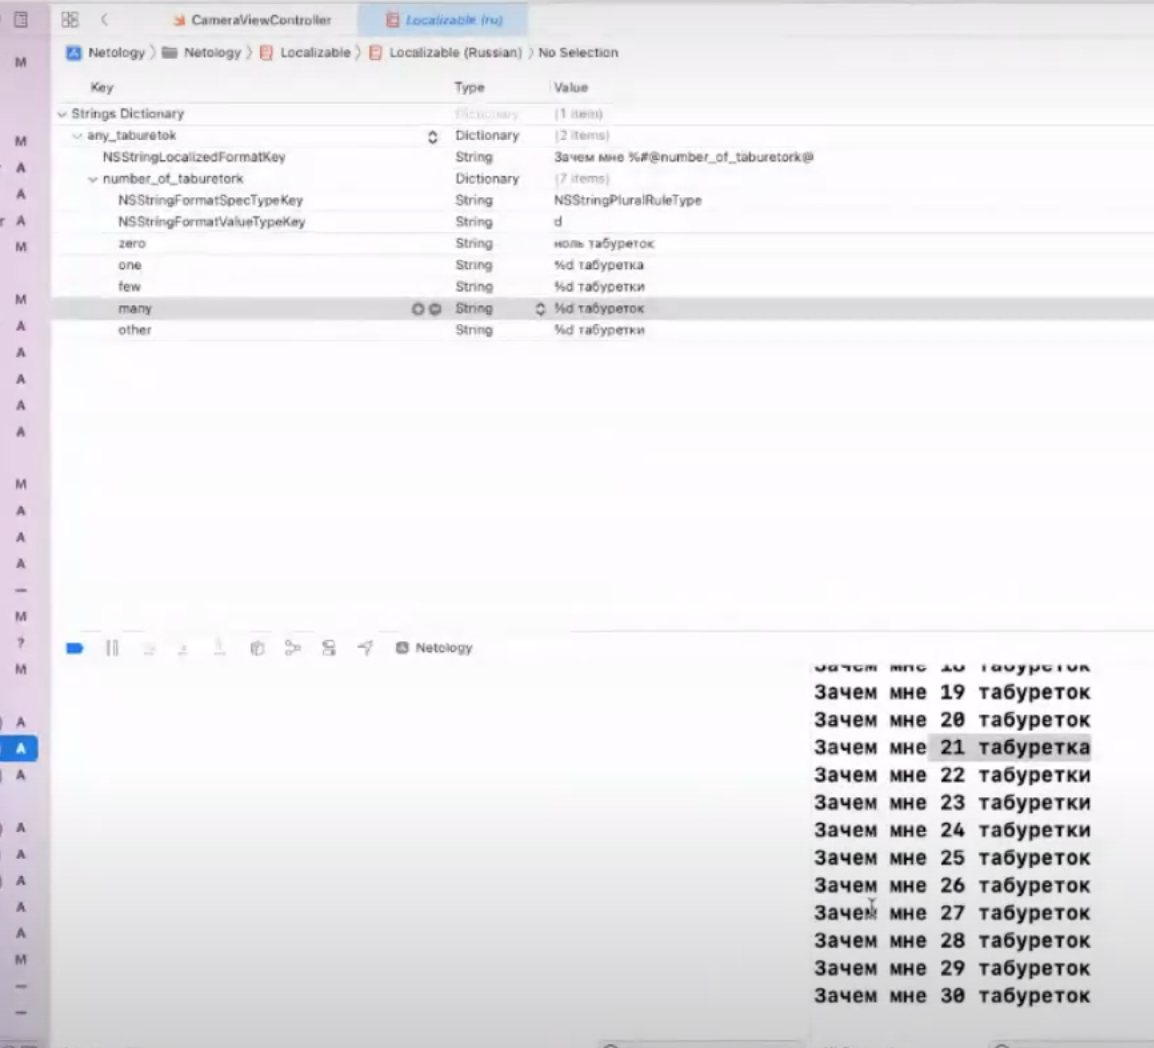 CameraViewController Localizable (ru)
Netology Netology Localizable Localizable (Russian) No Selection
Key Type Value
Strings Dictionary Dictionary (1 item)
any_taburetok Dictionary (2 items)
NSStringLocalizedFormatKey String Зачем мне %#@number_of_taburetork@
number_of_taburetork Dictionary (7 items)
NSStringFormatSpecTypeKey String NSStringPluralRuleType
NSStringFormatValueTypeKey String d
zero String ноль табуреток
one String %d табуретка
few String %d табуретки
many String %d табуреток
other String %d табуретки
M
M
A
A
r A
M
M
A
A
A
A
A
M
A
A
A
M
?
M
A
A
A
A
A
A
A
A
M
Netology
Зачем мне 19 табуреток
Зачем мне 20 табуреток
Зачем мне 21 табуретка
Зачем мне 22 табуретки
Зачем мне 23 табуретки
Зачем мне 24 табуретки
Зачем мне 25 табуреток
Зачем мне 26 табуреток
Зачем мне 27 табуреток
Зачем мне 28 табуреток
Зачем мне 29 табуреток
Зачем мне 30 табуреток